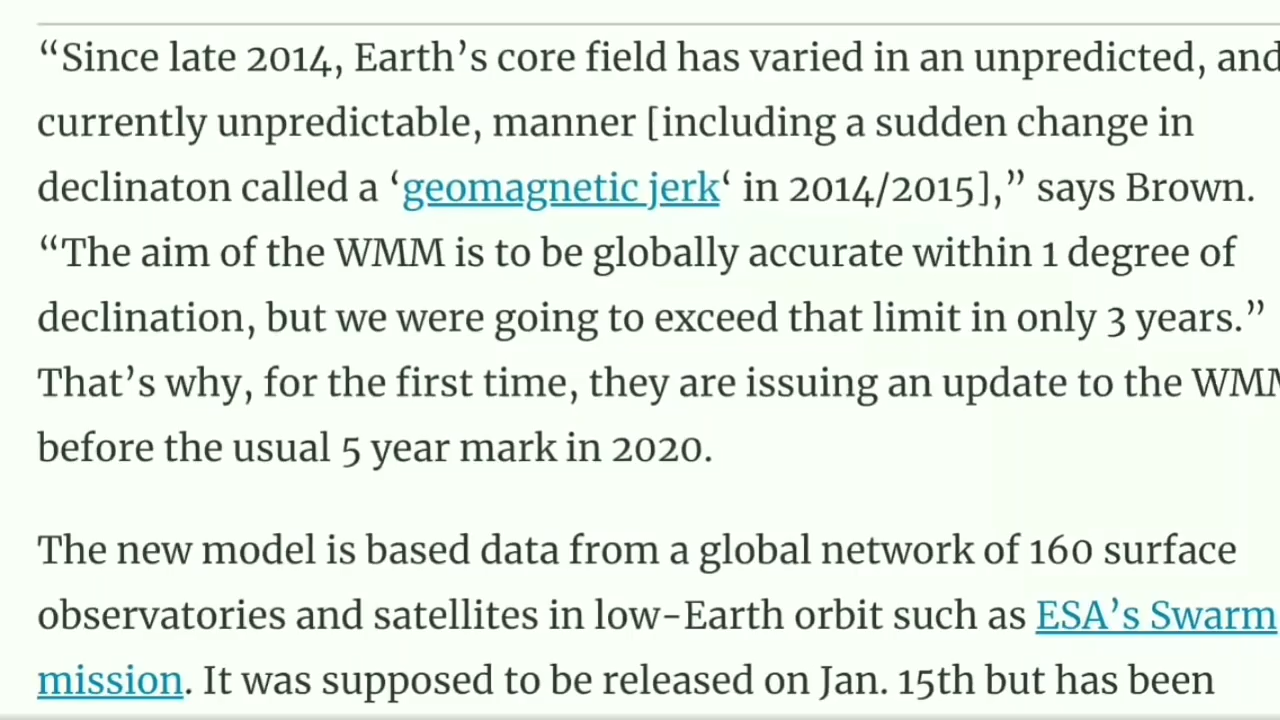 “Since late 2014, Earth’s core field has varied in an unpredicted, and
currently unpredictable, manner [including a sudden change in
declinaton called a ‘geomagnetic jerk‘ in 2014/2015],” says Brown.
“The aim of the WMM is to be globally accurate within 1 degree of
declination, but we were going to exceed that limit in only 3 years.”
That’s why, for the first time, they are issuing an update to the WMM
before the usual 5 year mark in 2020.
The new model is based data from a global network of 160 surface
observatories and satellites in low-Earth orbit such as ESA’s Swarm
mission. It was supposed to be released on Jan. 15th but has been